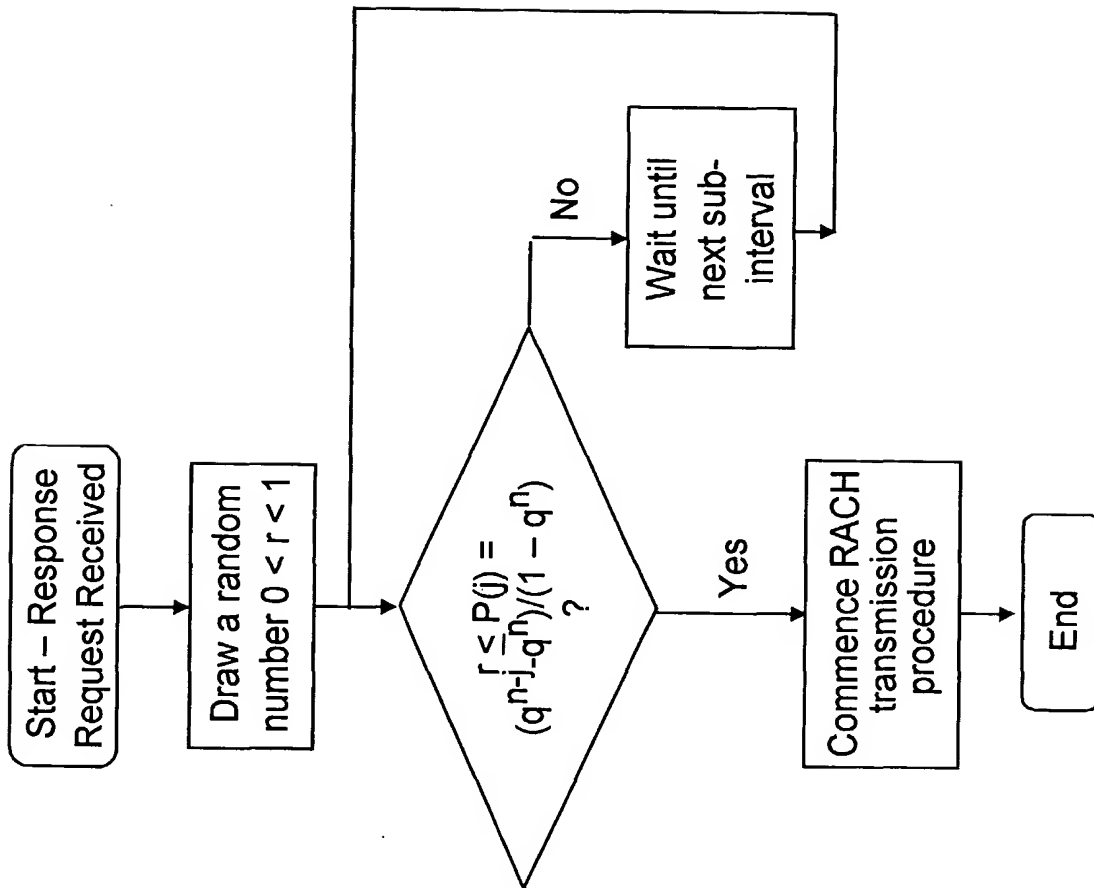 Start – Response
Request Received
Draw a random
number 0 < r < 1
r ≤ P(j) =
(q^n-j-q^n)/(1 – q^n)
?
No
Wait until
next sub-
interval
Yes
Commence RACH
transmission
procedure
End